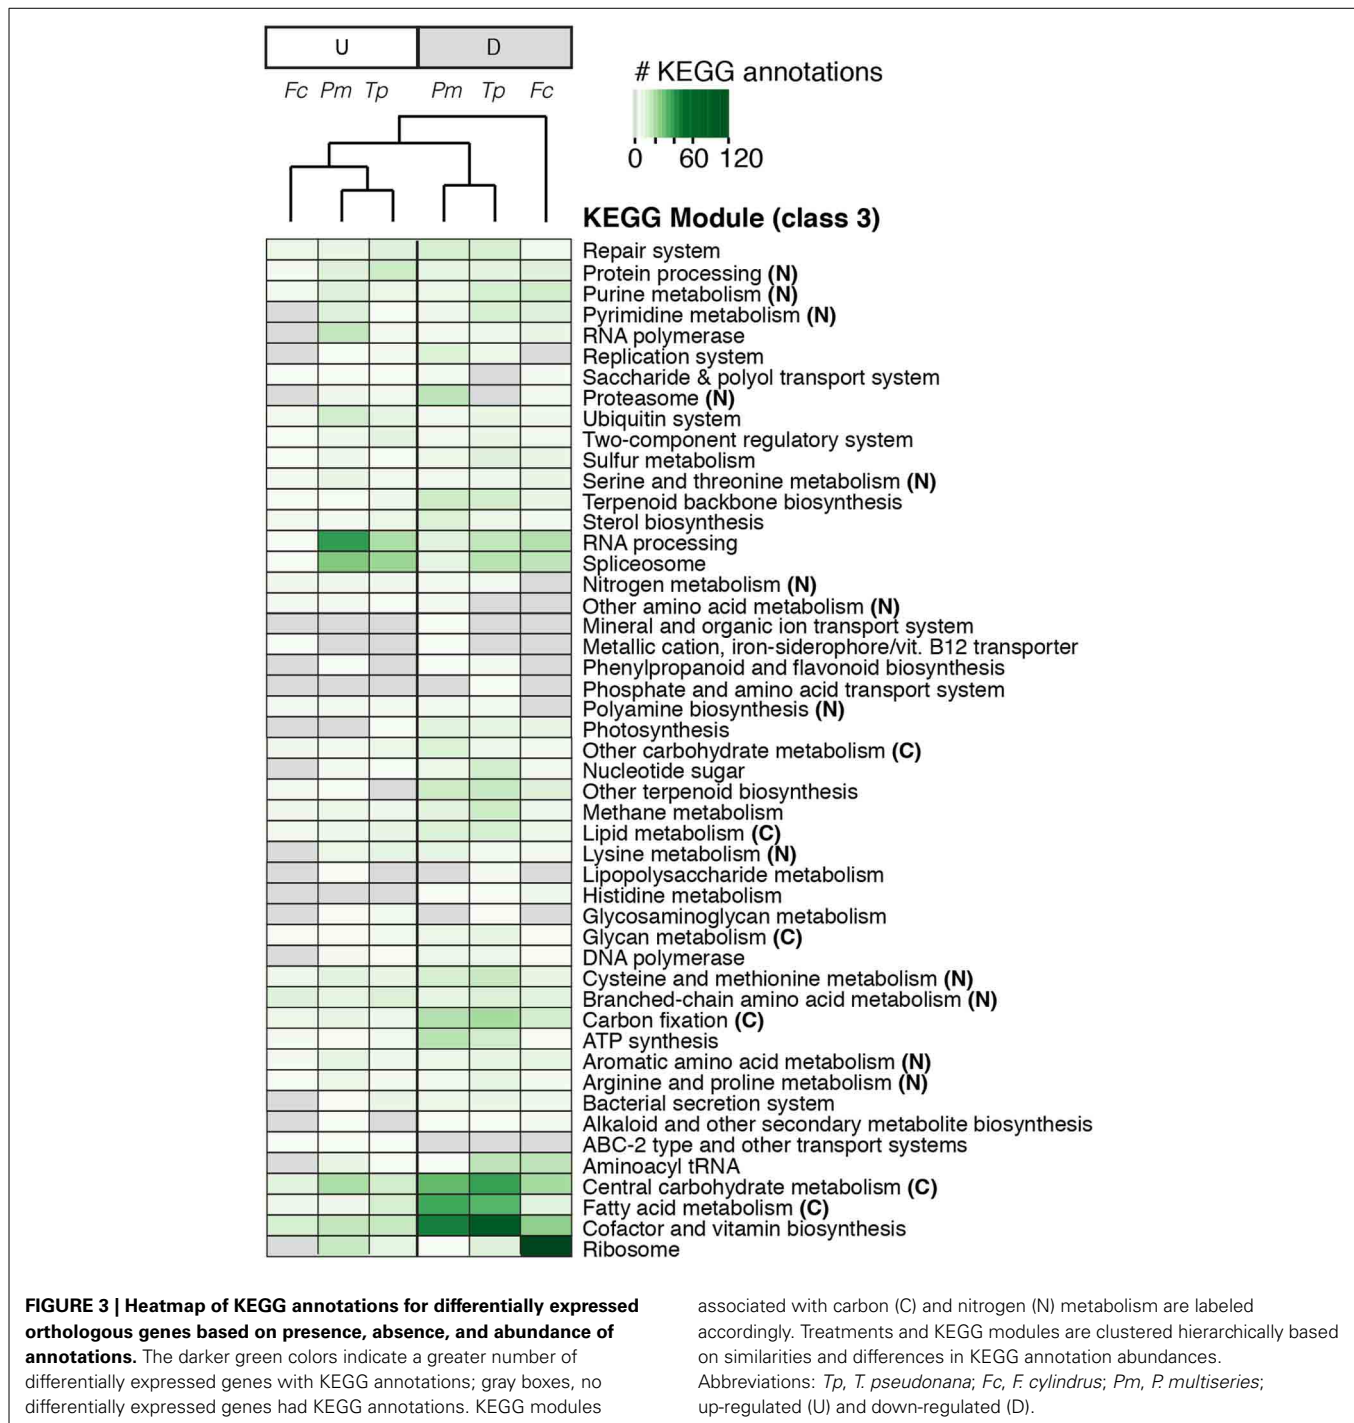 U D
Fc Pm Tp Pm Tp Fc
# KEGG annotations
0 60 120
KEGG Module (class 3)
Repair system
Protein processing (N)
Purine metabolism (N)
Pyrimidine metabolism (N)
RNA polymerase
Replication system
Saccharide & polyol transport system
Proteasome (N)
Ubiquitin system
Two-component regulatory system
Sulfur metabolism
Serine and threonine metabolism (N)
Terpenoid backbone biosynthesis
Sterol biosynthesis
RNA processing
Spliceosome
Nitrogen metabolism (N)
Other amino acid metabolism (N)
Mineral and organic ion transport system
Metallic cation, iron-siderophore/vit. B12 transporter
Phenylpropanoid and flavonoid biosynthesis
Phosphate and amino acid transport system
Polyamine biosynthesis (N)
Photosynthesis
Other carbohydrate metabolism (C)
Nucleotide sugar
Other terpenoid biosynthesis
Methane metabolism
Lipid metabolism (C)
Lysine metabolism (N)
Lipopolysaccharide metabolism
Histidine metabolism
Glycosaminoglycan metabolism
Glycan metabolism (C)
DNA polymerase
Cysteine and methionine metabolism (N)
Branched-chain amino acid metabolism (N)
Carbon fixation (C)
ATP synthesis
Aromatic amino acid metabolism (N)
Arginine and proline metabolism (N)
Bacterial secretion system
Alkaloid and other secondary metabolite biosynthesis
ABC-2 type and other transport systems
Aminoacyl tRNA
Central carbohydrate metabolism (C)
Fatty acid metabolism (C)
Cofactor and vitamin biosynthesis
Ribosome
FIGURE 3 | Heatmap of KEGG annotations for differentially expressed
orthologous genes based on presence, absence, and abundance of
annotations. The darker green colors indicate a greater number of
differentially expressed genes with KEGG annotations; gray boxes, no
differentially expressed genes had KEGG annotations. KEGG modules
associated with carbon (C) and nitrogen (N) metabolism are labeled
accordingly. Treatments and KEGG modules are clustered hierarchically based
on similarities and differences in KEGG annotation abundances.
Abbreviations: Tp, T. pseudonana; Fc, F. cylindrus; Pm, P. multiseries;
up-regulated (U) and down-regulated (D).